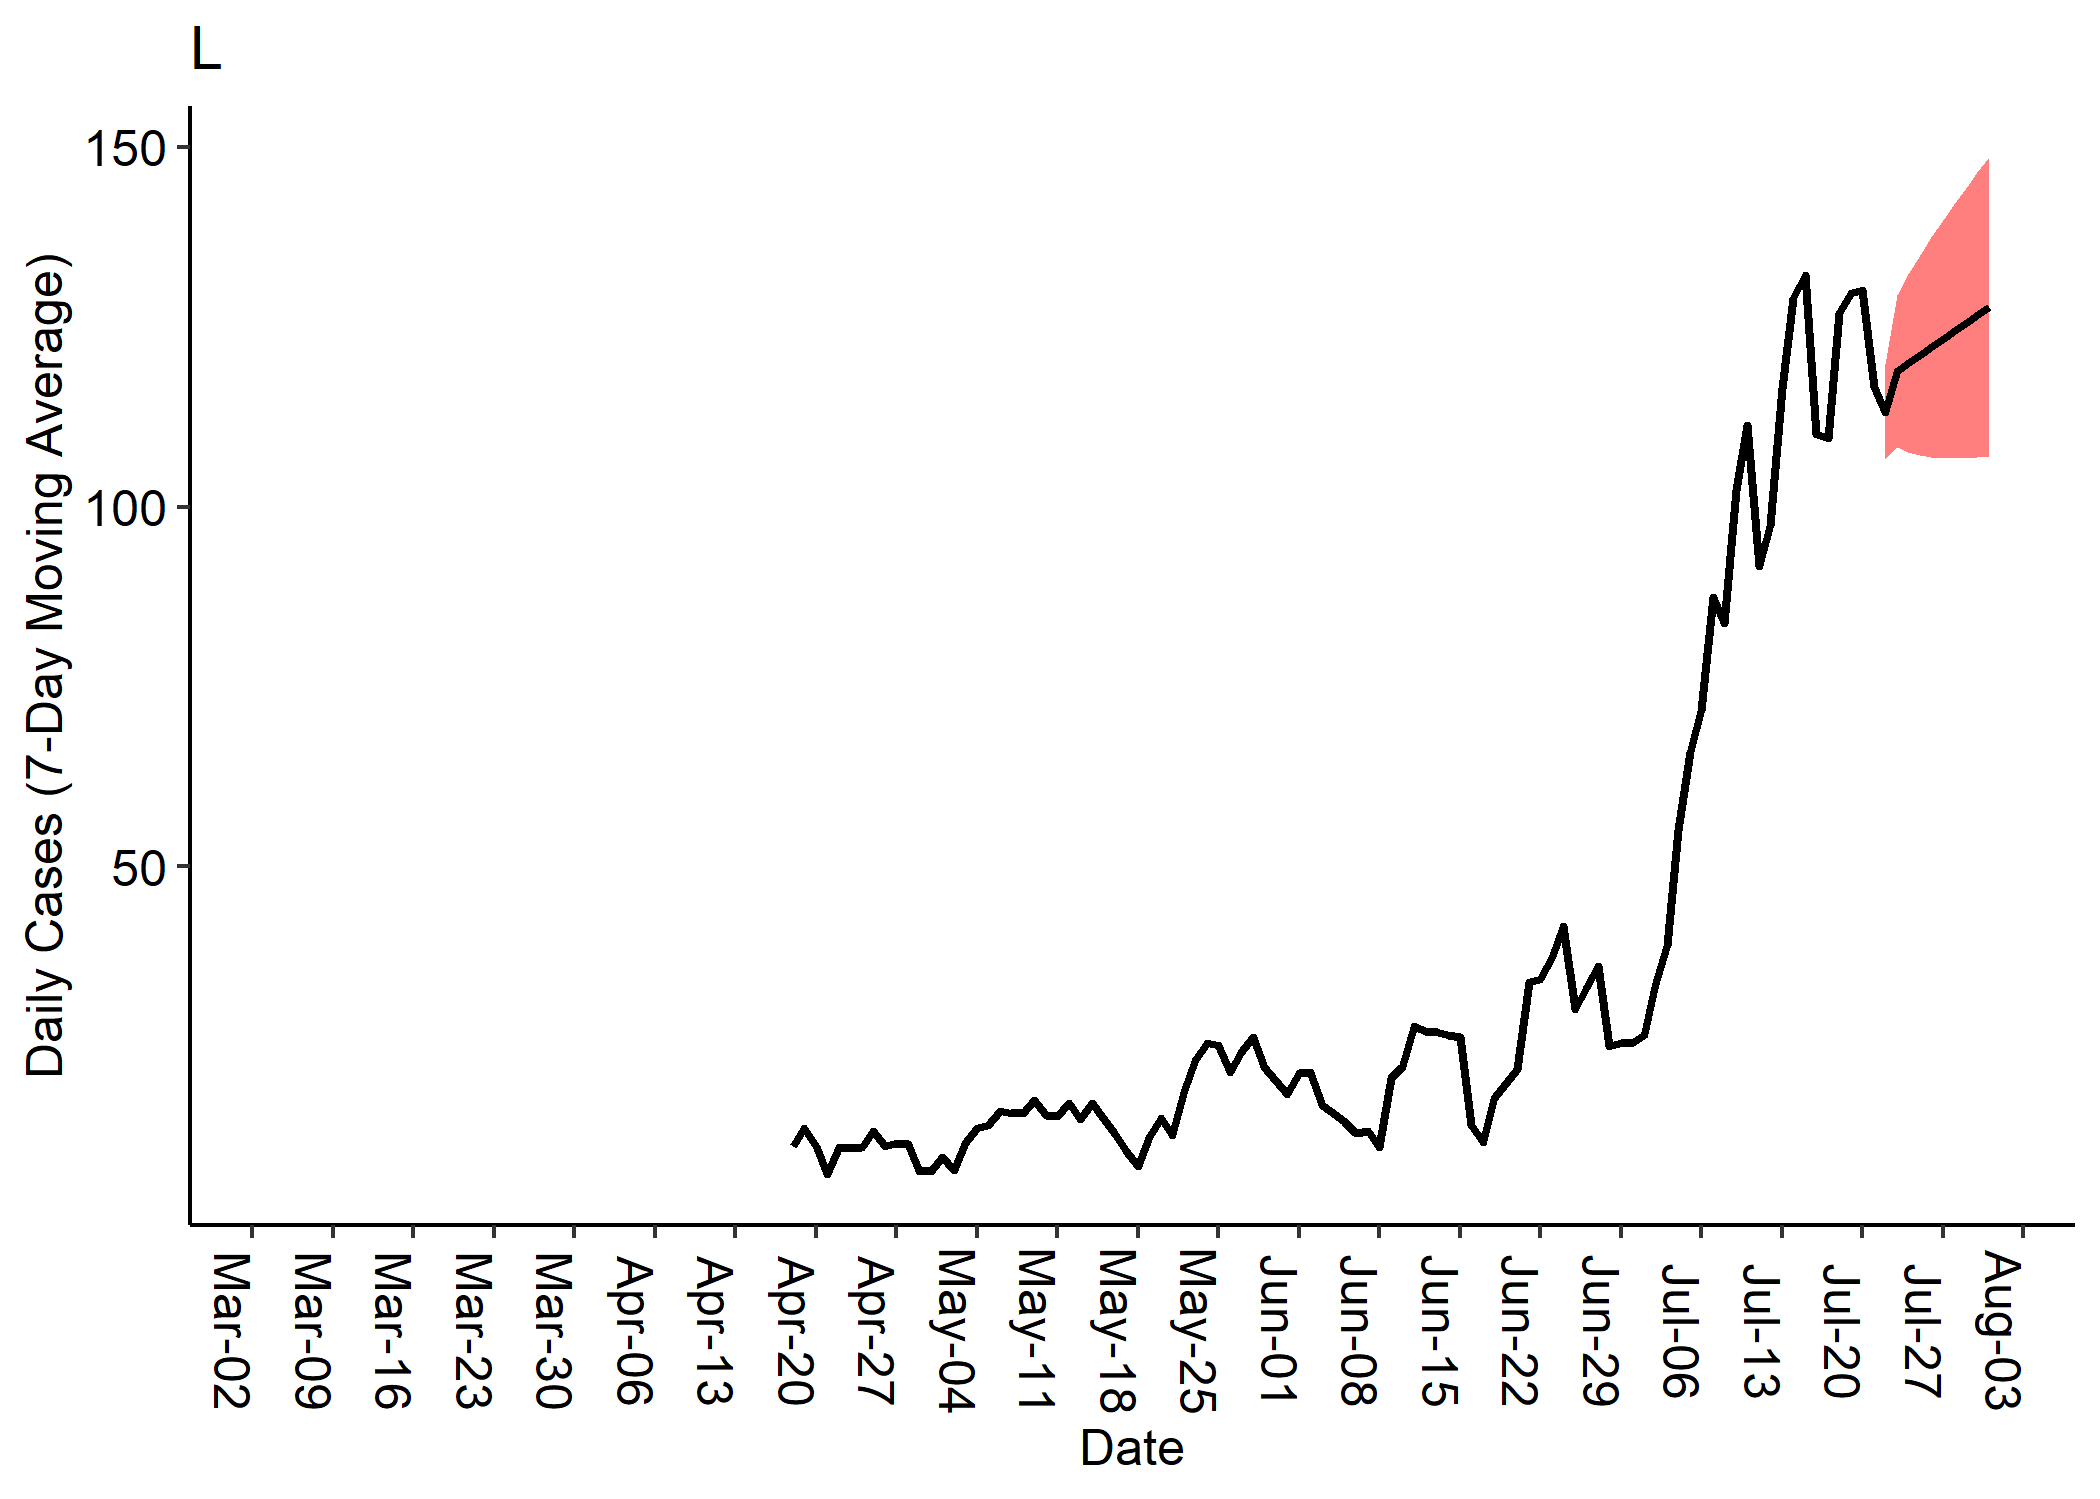 L
Daily Cases (7-Day Moving Average)
150
100
50
Mar-02
Mar-09
Mar-16
Mar-23
Mar-30
Apr-06
Apr-13
Apr-20
Apr-27
May-04
May-11
May-18
May-25
Jun-01
Jun-08
Jun-15
Jun-22
Jun-29
Jul-06
Jul-13
Jul-20
Jul-27
Aug-03
Date